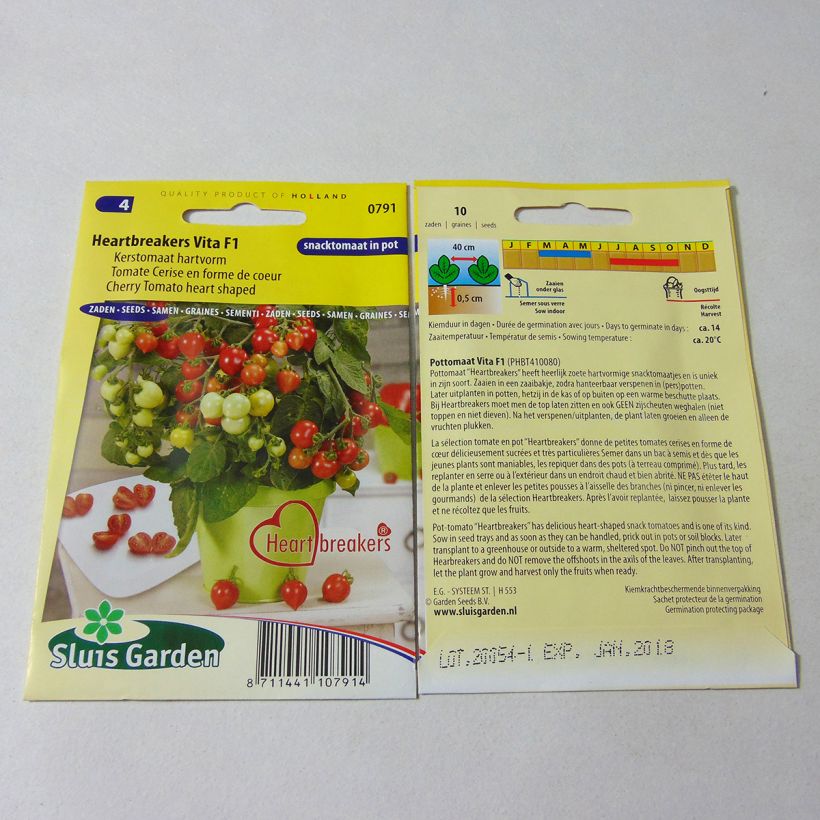 QUALITY PRODUCT OF HOLLAND
4
0791
Heartbreakers Vita F1
snacktomaat in pot
Kerstomaat hartvorm
Tomate Cerise en forme de coeur
Cherry Tomato heart shaped
ZADEN - SEEDS - SAMEN - GRAINES - SEMENTI - ZADEN - SEEDS - SAMEN - GRAINES - SE
Heartbreakers®
Sluis Garden
8 711441 107914
10
zaden | graines | seeds
40 cm
0,5 cm
J F M A M J J A S O N D
Zaaien
onder glas
Semer sous verre
Sow indoor
Oogsttijd
Récolte
Harvest
Kiemduur in dagen • Durée de germination avec jours • Days to germinate in days : ca. 14
Zaaitemperatuur • Températur de semis • Sowing temperature : ca. 20°C
Pottomaat Vita F1 (PHBT410080)
Pottomaat "Heartbreakers" heeft heerlijk zoete hartvormige snacktomaatjes en is uniek
in zijn soort. Zaaien in een zaaibakje, zodra hanteerbaar verspenen in (pers)potten.
Later uitplanten in potten, hetzij in de kas of op buiten op een warme beschutte plaats.
Bij Heartbreakers moet men de top laten zitten en ook GEEN zijscheuten weghalen (niet
toppen en niet dieven). Na het verspenen/uitplanten, de plant laten groeien en alleen de
vruchten plukken.
La sélection tomate en pot "Heartbreakers" donne de petites tomates cerises en forme de
cœur délicieusement sucrées et très particulières Semer dans un bac à semis et dès que les
jeunes plants sont maniables, les repiquer dans des pots (à terreau comprimé). Plus tard, les
replanter en serre ou à l'extérieur dans un endroit chaud et bien abrité. NE PAS étêter le haut
de la plante et enlever les petites pousses à l'aisselle des branches (ni pincer, ni enlever les
gourmands) de la sélection Heartbreakers. Après l'avoir replantée, laissez pousser la plante
et ne récoltez que les fruits.
Pot-tomato "Heartbreakers" has delicious heart-shaped snack tomatoes and is one of its kind.
Sow in seed trays and as soon as they can be handled, prick out in pots or soil blocks. Later
transplant to a greenhouse or outside to a warm, sheltered spot. Do NOT pinch out the top of
Hearbreakers and do NOT remove the offshoots in the axils of the leaves. After transplanting,
let the plant grow and harvest only the fruits when ready.
E.G. - SYSTEEM ST. | H 553
© Garden Seeds B.V.
www.sluisgarden.nl
Kiemkrachtbeschermende binnenverpakking
Sachet protecteur de la germination
Germination protecting package
LOT.20054-1 EXP. JAN.2018